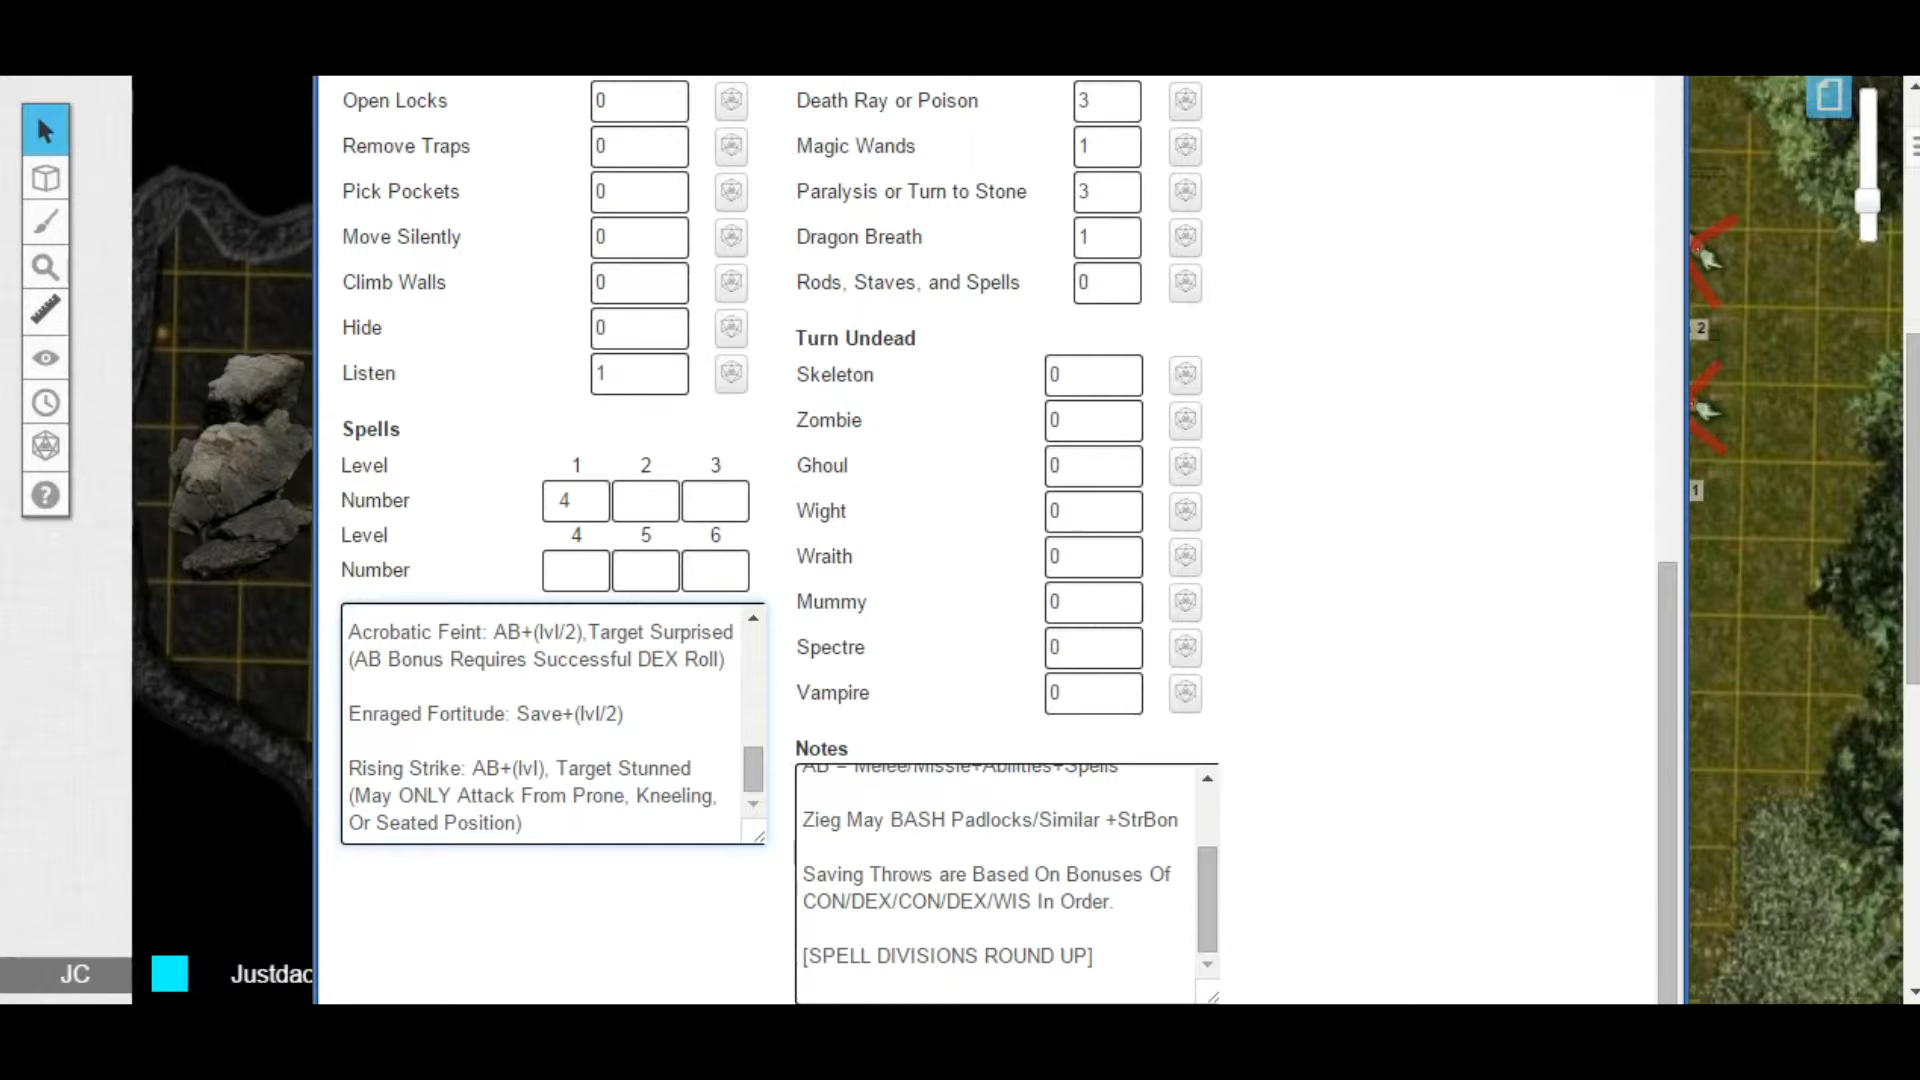 Open Locks 0
Remove Traps 0
Pick Pockets 0
Move Silently 0
Climb Walls 0
Hide 0
Listen 1
Spells
Level 1 2 3
Number 4
Level 4 5 6
Number
Acrobatic Feint: AB+(lvl/2),Target Surprised
(AB Bonus Requires Successful DEX Roll)
Enraged Fortitude: Save+(lvl/2)
Rising Strike: AB+(lvl), Target Stunned
(May ONLY Attack From Prone, Kneeling,
Or Seated Position)
Death Ray or Poison 3
Magic Wands 1
Paralysis or Turn to Stone 3
Dragon Breath 1
Rods, Staves, and Spells 0
Turn Undead
Skeleton 0
Zombie 0
Ghoul 0
Wight 0
Wraith 0
Mummy 0
Spectre 0
Vampire 0
Notes
AB = Melee/Missle+Abilities+Spells
Zieg May BASH Padlocks/Similar +StrBon
Saving Throws are Based On Bonuses Of
CON/DEX/CON/DEX/WIS In Order.
[SPELL DIVISIONS ROUND UP]
2
1
?
JC
Justdac